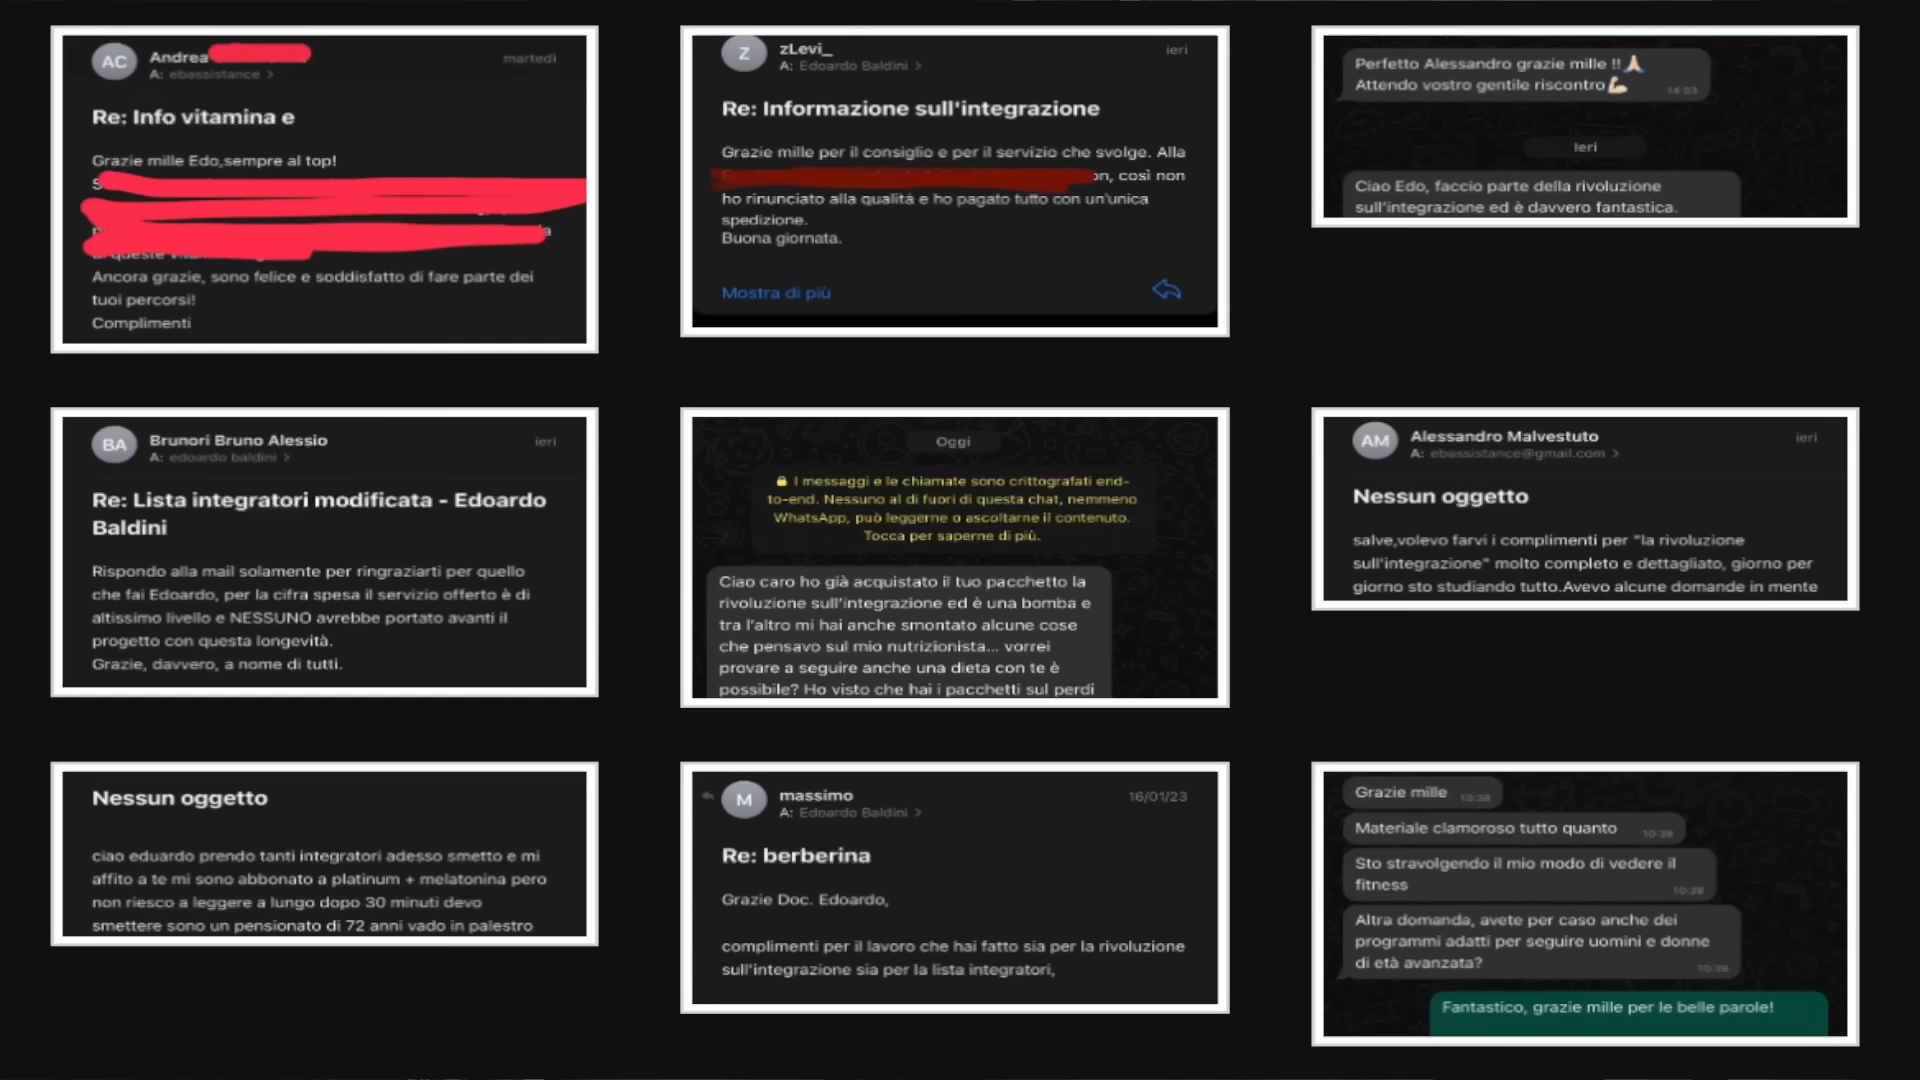 AC
Andrea
martedì
A: ebassistance >
Re: Info vitamina e
Grazie mille Edo,sempre al top!
Ancora grazie, sono felice e soddisfatto di fare parte dei
tuoi percorsi!
Complimenti
Z
zLevi_
ieri
A: Edoardo Baldini >
Re: Informazione sull'integrazione
Grazie mille per il consiglio e per il servizio che svolge. Alla
così non
ho rinunciato alla qualità e ho pagato tutto con un'unica
spedizione.
Buona giornata.
Mostra di più
Perfetto Alessandro grazie mille !!🙏🏻
Attendo vostro gentile riscontro💪🏻
14:03
Ieri
Ciao Edo, faccio parte della rivoluzione
sull'integrazione ed è davvero fantastica.
BA
Brunori Bruno Alessio
ieri
A: edoardo baldini >
Re: Lista integratori modificata - Edoardo
Baldini
Rispondo alla mail solamente per ringraziarti per quello
che fai Edoardo, per la cifra spesa il servizio offerto è di
altissimo livello e NESSUNO avrebbe portato avanti il
progetto con questa longevità.
Grazie, davvero, a nome di tutti.
Oggi
🔒 I messaggi e le chiamate sono crittografati end-
to-end. Nessuno al di fuori di questa chat, nemmeno
WhatsApp, può leggerne o ascoltarne il contenuto.
Tocca per saperne di più.
Ciao caro ho già acquistato il tuo pacchetto la
rivoluzione sull'integrazione ed è una bomba e
tra l'altro mi hai anche smontato alcune cose
che pensavo sul mio nutrizionista... vorrei
provare a seguire anche una dieta con te è
possibile? Ho visto che hai i pacchetti sul perdi
AM
Alessandro Malvestuto
ieri
A: ebassistance@gmail.com >
Nessun oggetto
salve,volevo farvi i complimenti per "la rivoluzione
sull'integrazione" molto completo e dettagliato, giorno per
giorno sto studiando tutto.Avevo alcune domande in mente
Nessun oggetto
ciao eduardo prendo tanti integratori adesso smetto e mi
affito a te mi sono abbonato a platinum + melatonina pero
non riesco a leggere a lungo dopo 30 minuti devo
smettere sono un pensionato di 72 anni vado in palestro
M
massimo
16/01/23
A: Edoardo Baldini >
Re: berberina
Grazie Doc. Edoardo,
complimenti per il lavoro che hai fatto sia per la rivoluzione
sull'integrazione sia per la lista integratori,
Grazie mille
10:38
Materiale clamoroso tutto quanto
10:38
Sto stravolgendo il mio modo di vedere il
fitness
10:38
Altra domanda, avete per caso anche dei
programmi adatti per seguire uomini e donne
di età avanzata?
10:39
Fantastico, grazie mille per le belle parole!